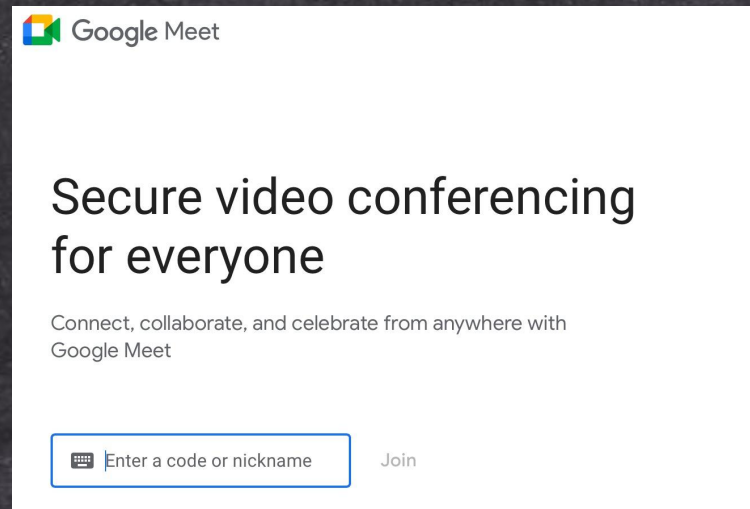 Google Meet
Secure video conferencing
for everyone
Connect, collaborate, and celebrate from anywhere with
Google Meet
Enter a code or nickname
Join